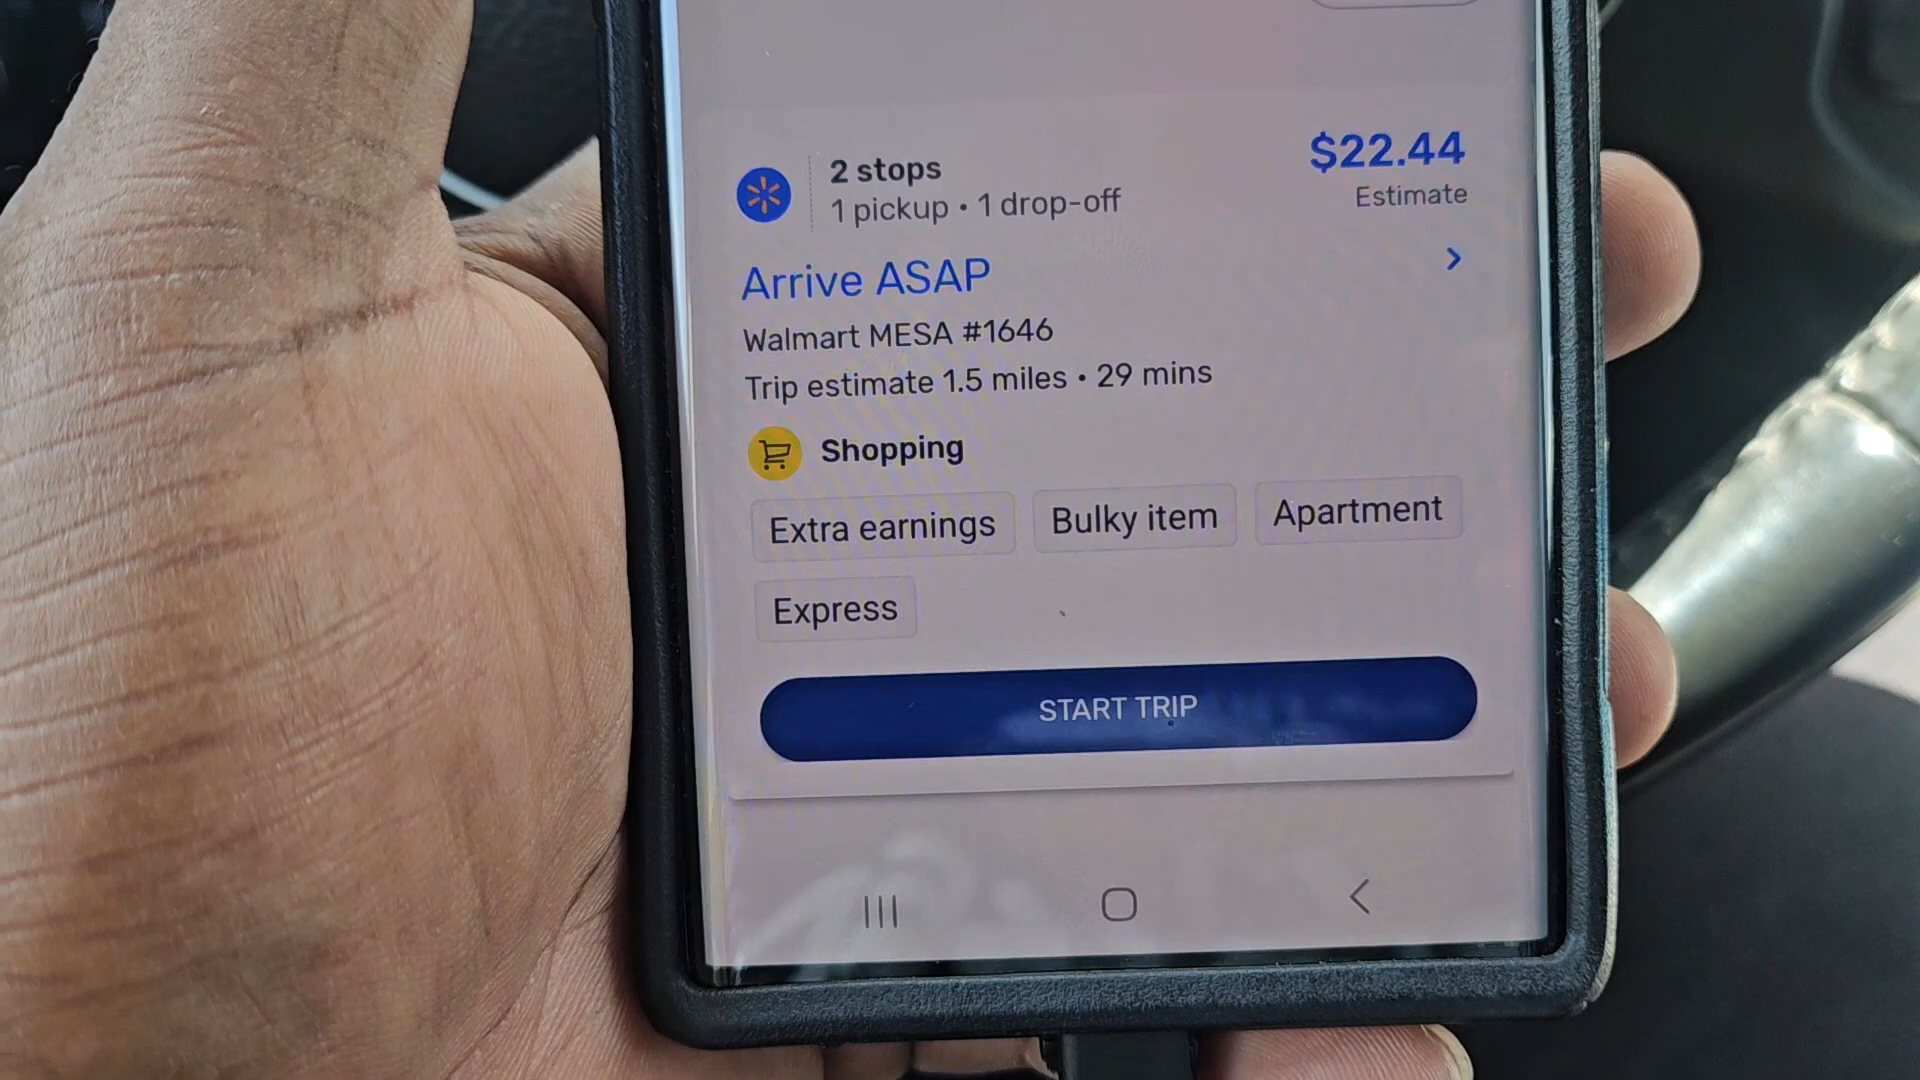 2 stops
1 pickup • 1 drop-off
$22.44
Estimate
Arrive ASAP
Walmart MESA #1646
Trip estimate 1.5 miles • 29 mins
Shopping
Extra earnings
Bulky item
Apartment
Express
START TRIP